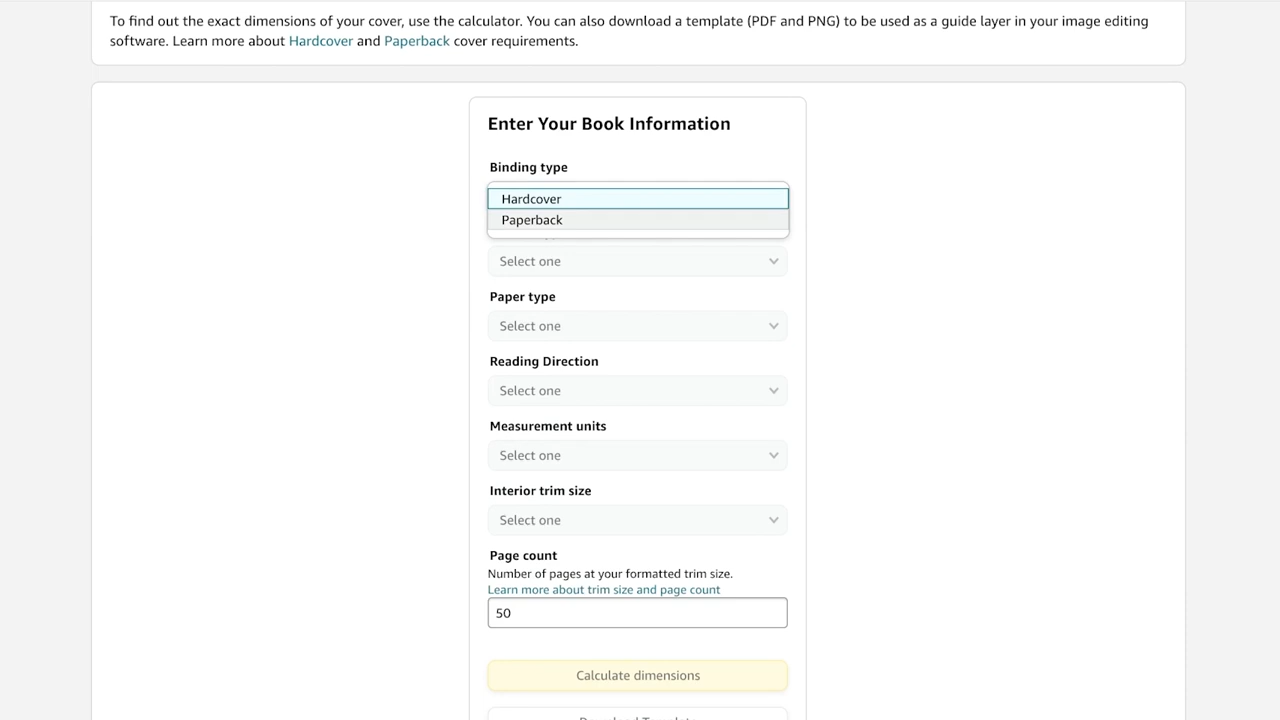 To find out the exact dimensions of your cover, use the calculator. You can also download a template (PDF and PNG) to be used as a guide layer in your image editing
software. Learn more about Hardcover and Paperback cover requirements.
Enter Your Book Information
Binding type
Hardcover
Paperback
Select one
Paper type
Select one
Reading Direction
Select one
Measurement units
Select one
Interior trim size
Select one
Page count
Number of pages at your formatted trim size.
Learn more about trim size and page count
50
Calculate dimensions
Download Template